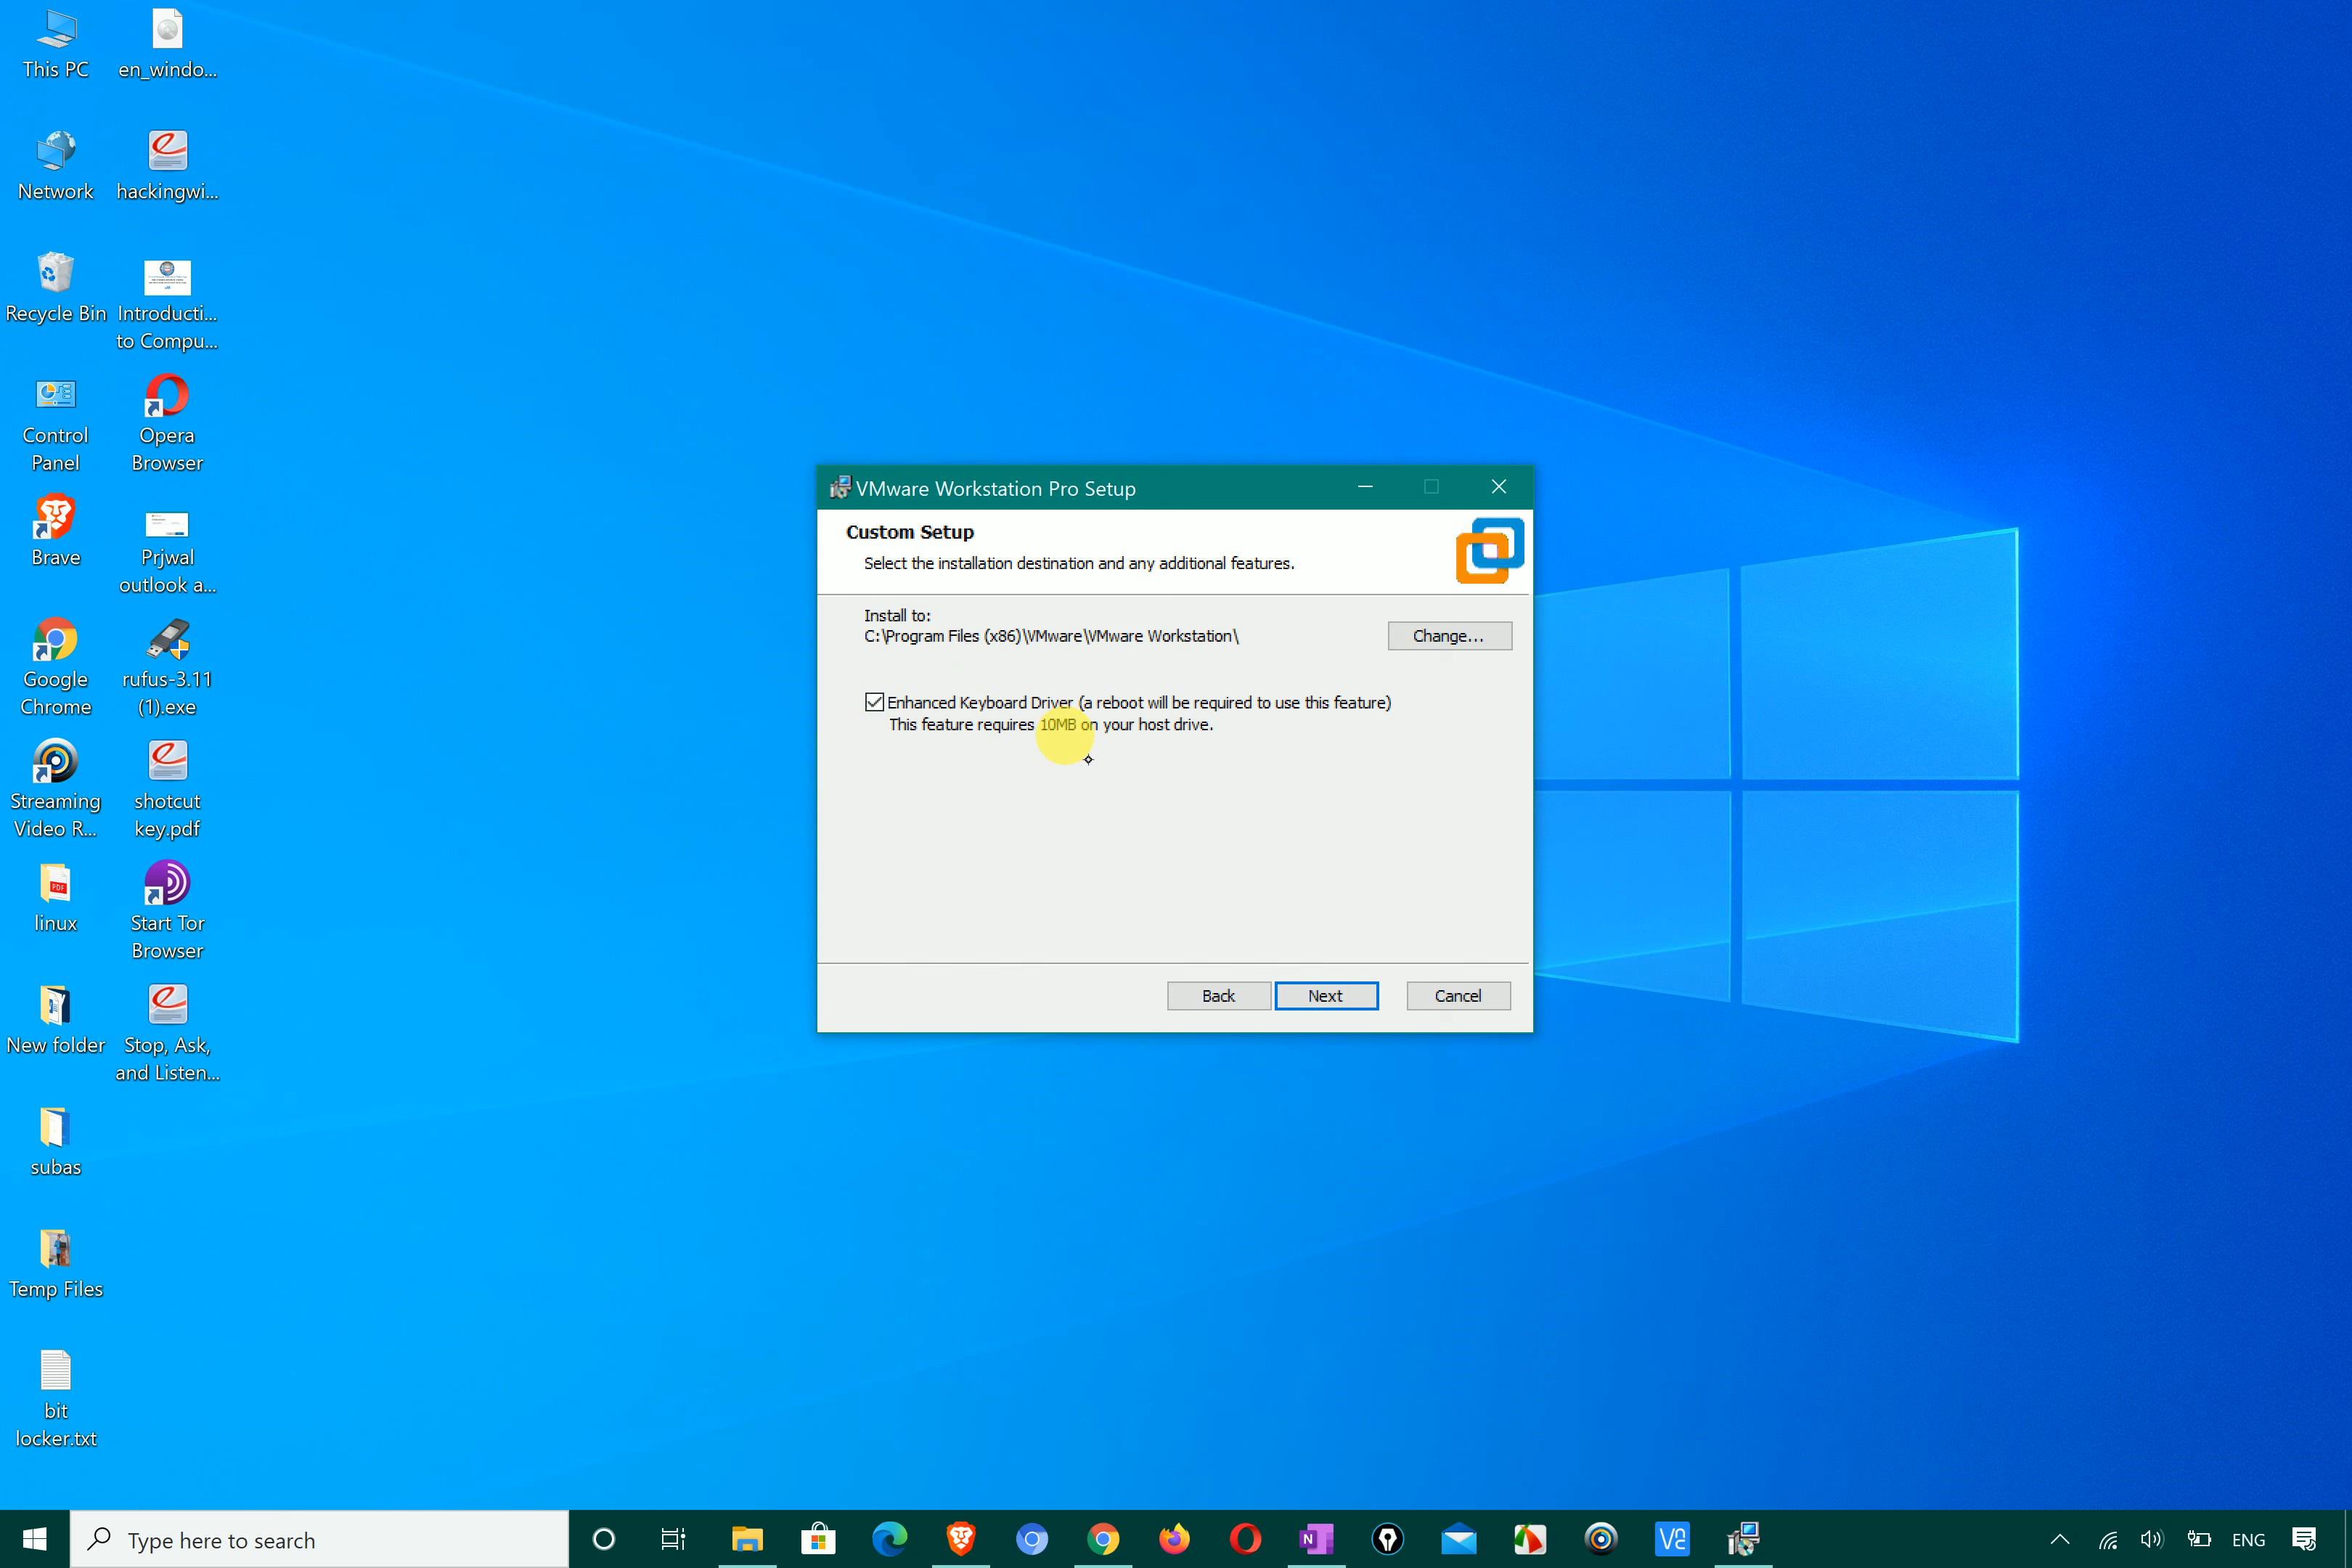 This PC
en_windo...
Network
hackingwi...
Recycle Bin
Introducti...
to Compu...
Control
Panel
Opera
Browser
Brave
Prjwal
outlook a...
Google
Chrome
rufus-3.11
(1).exe
Streaming
Video R...
shotcut
key.pdf
linux
Start Tor
Browser
New folder
Stop, Ask,
and Listen...
subas
Temp Files
bit
locker.txt
VMware Workstation Pro Setup
Custom Setup
Select the installation destination and any additional features.
Install to:
C:\Program Files (x86)\VMware\VMware Workstation\
Change...
Enhanced Keyboard Driver (a reboot will be required to use this feature)
This feature requires 10MB on your host drive.
Back
Next
Cancel
Type here to search
ENG